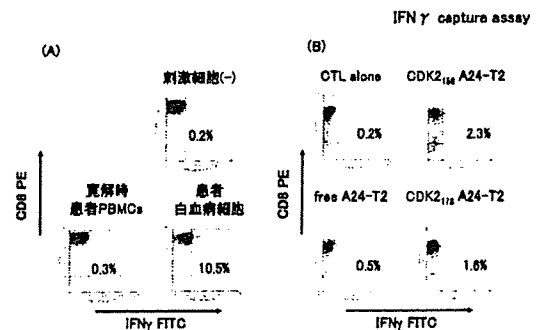 IFN γ capture assay
(A)
刺激細胞(-)
0.2%
CD8 PE
寛解時
患者PBMCs
0.3%
患者
白血病細胞
10.5%
IFNγ FITC
(B)
CTL alone
0.2%
CDK2₁₅₆ A24-T2
2.3%
CD8 PE
free A24-T2
0.5%
CDK2₁₇₈ A24-T2
1.6%
IFNγ FITC